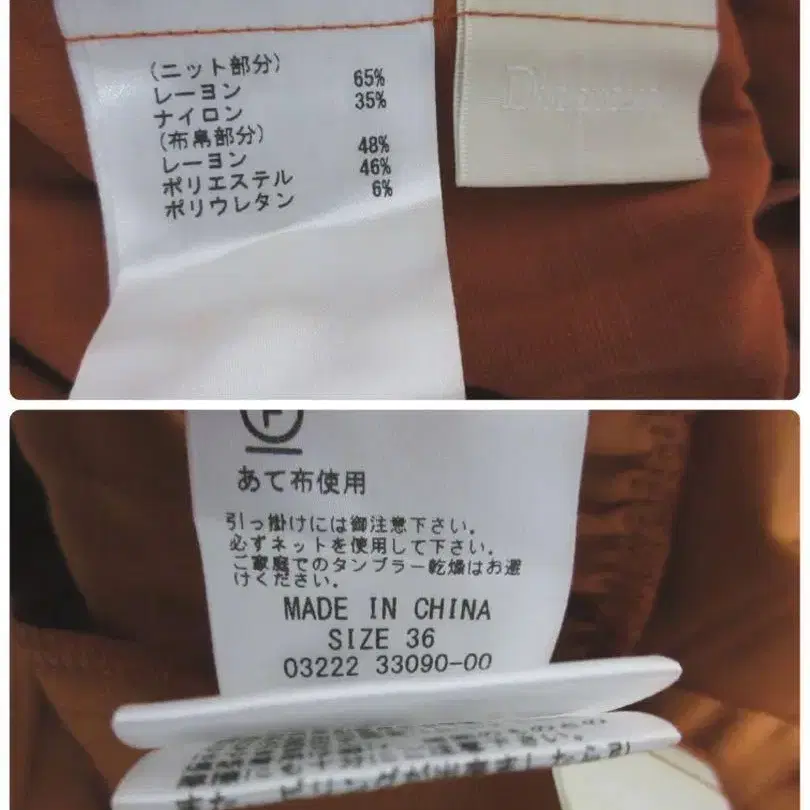 (ニット部分)
レーヨン 65%
ナイロン 35%
(布帛部分)
レーヨン 48%
ポリエステル 46%
ポリウレタン 6%
F
あて布使用
引っ掛けには御注意下さい。
必ずネットを使用して下さい。
ご家庭でのタンブラー乾燥はお避
けください。
MADE IN CHINA
SIZE 36
03222 33090-00